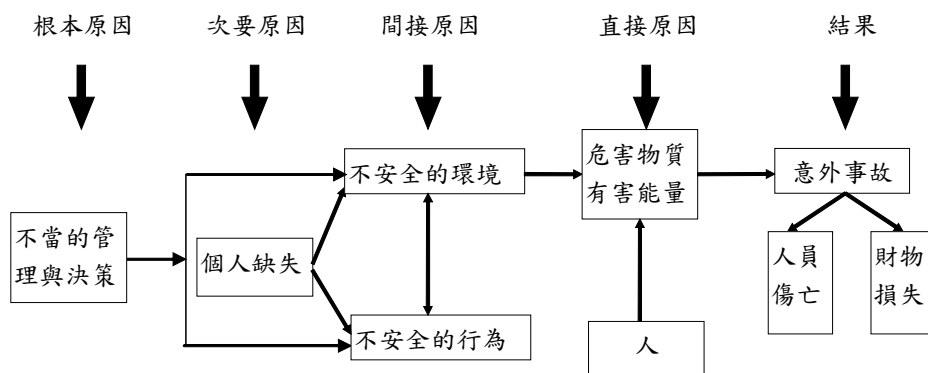 根本原因
次要原因
間接原因
直接原因
結果
不當的管
理與決策
個人缺失
不安全的環境
不安全的行為
危害物質
有害能量
人
意外事故
人員
傷亡
財物
損失